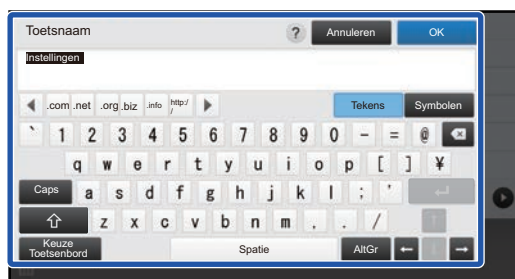 Toetsnaam ? Annuleren OK
Instellingen
.com .net .org .biz .info http:/
/
Tekens Symbolen
` 1 2 3 4 5 6 7 8 9 0 - = @
q w e r t y u i o p [ ] ¥
Caps a s d f g h j k l ; '
z x c v b n m , . /
Keuze
Toetsenbord
Spatie AltGr